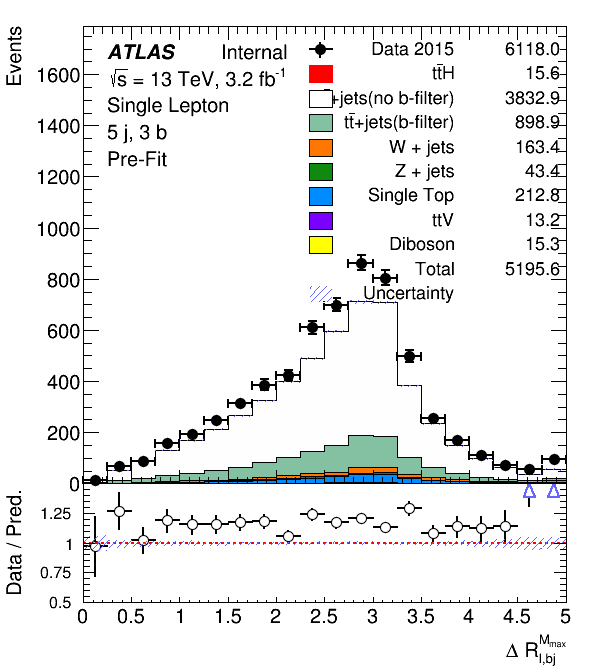 Events
1600
1400
1200
1000
800
600
400
200
0
ATLAS Internal
√s = 13 TeV, 3.2 fb⁻¹
Single Lepton
5 j, 3 b
Pre-Fit
Data 2015 6118.0
tt̄H 15.6
t̄+jets(no b-filter) 3832.9
tt̄+jets(b-filter) 898.9
W + jets 163.4
Z + jets 43.4
Single Top 212.8
ttV 13.2
Diboson 15.3
Total 5195.6
Uncertainty
Data / Pred.
1.25
1
0.75
0.5
0 0.5 1 1.5 2 2.5 3 3.5 4 4.5 5
Δ R_{l,bj}^{M_{max}}